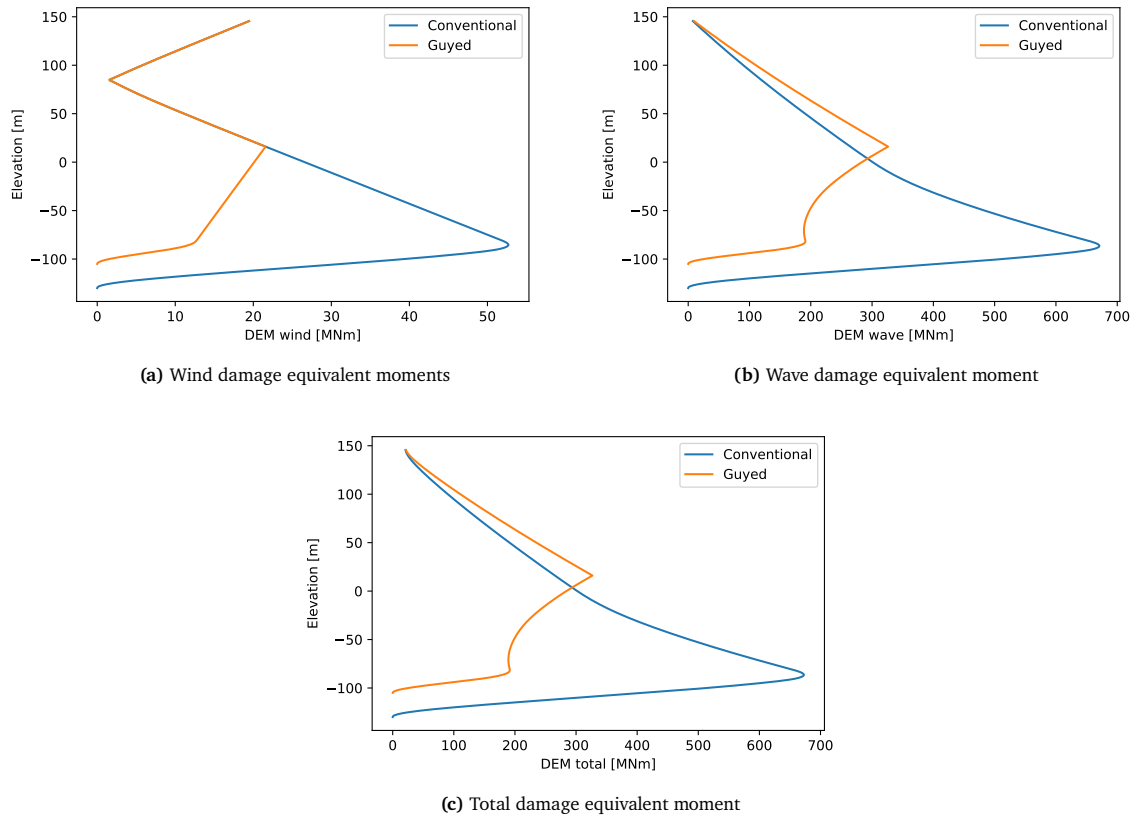 150
100
50
0
−50
−100
Elevation [m]
0 10 20 30 40 50
DEM wind [MNm]
Conventional
Guyed
(a) Wind damage equivalent moments
150
100
50
0
−50
−100
Elevation [m]
0 100 200 300 400 500 600 700
DEM wave [MNm]
Conventional
Guyed
(b) Wave damage equivalent moment
150
100
50
0
−50
−100
Elevation [m]
0 100 200 300 400 500 600 700
DEM total [MNm]
Conventional
Guyed
(c) Total damage equivalent moment